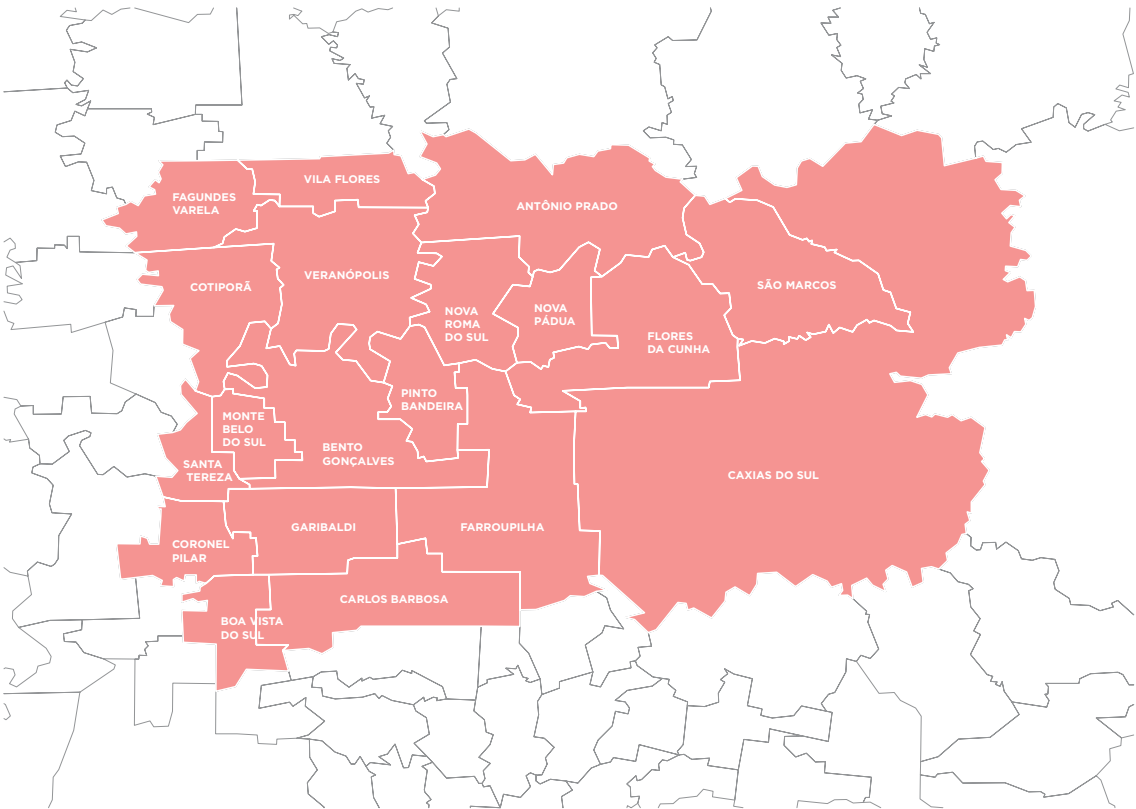 VILA FLORES
FAGUNDES
VARELA
ANTÔNIO PRADO
VERANÓPOLIS
COTIPORÃ
SÃO MARCOS
NOVA
ROMA
DO SUL
NOVA
PÁDUA
FLORES
DA CUNHA
PINTO
BANDEIRA
MONTE
BELO
DO SUL
BENTO
GONÇALVES
SANTA
TEREZA
CAXIAS DO SUL
GARIBALDI
FARROUPILHA
CORONEL
PILAR
CARLOS BARBOSA
BOA VISTA
DO SUL